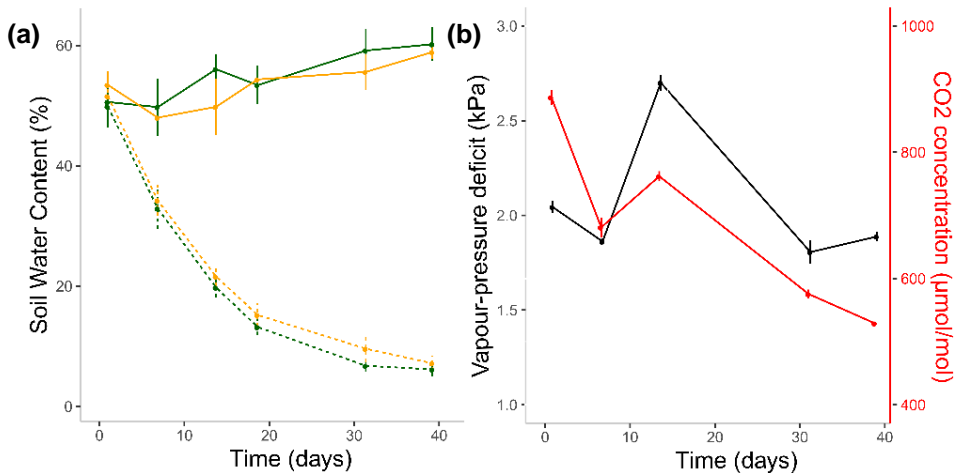 (a)
Soil Water Content (%)
60
40
20
0
0 10 20 30 40
Time (days)
(b)
Vapour-pressure deficit (kPa)
3.0
2.5
2.0
1.5
1.0
0 10 20 30 40
Time (days)
1000
800
600
400
CO2 concentration (µmol/mol)